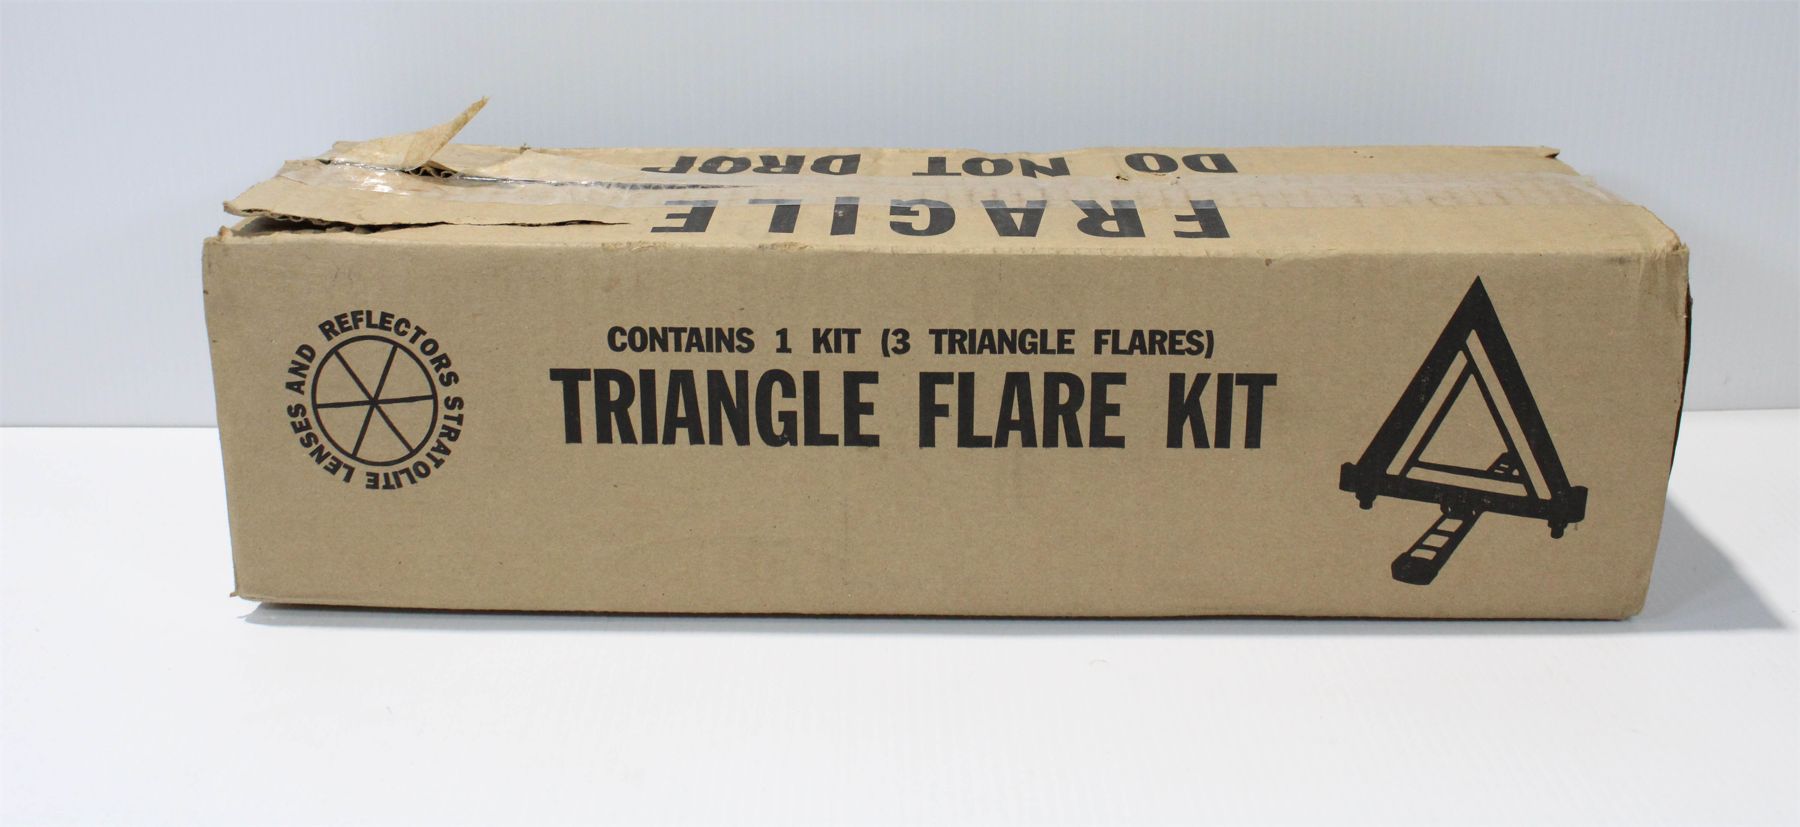 DO NOT DROP
FRAGILE
CONTAINS 1 KIT (3 TRIANGLE FLARES)
TRIANGLE FLARE KIT
STRATOLITE LENSES AND REFLECTORS